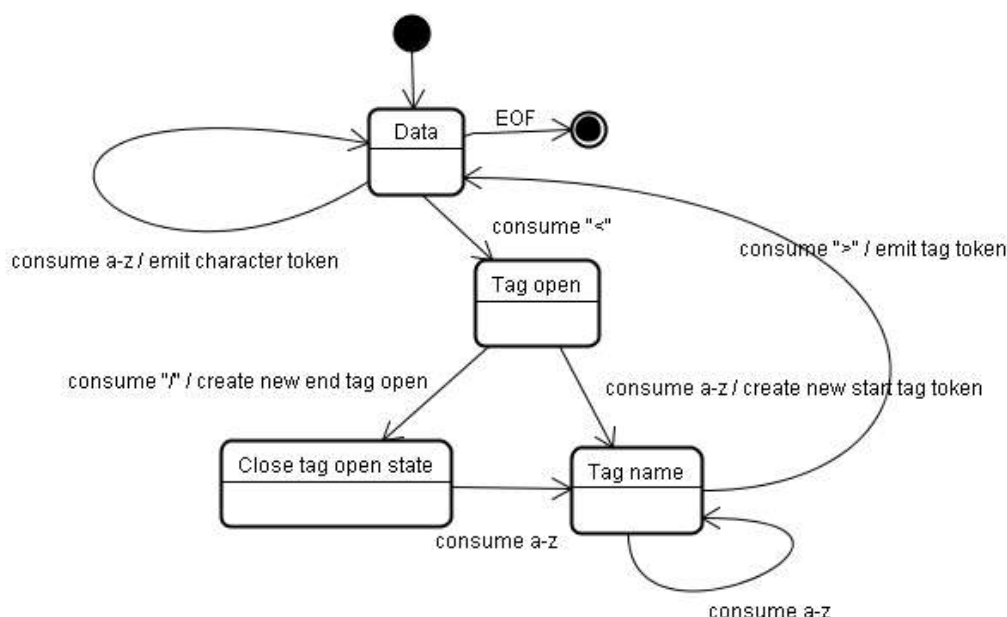 EOF
Data
consume "<"
consume a-z / emit character token
consume ">" / emit tag token
Tag open
consume "/" / create new end tag open
consume a-z / create new start tag token
Close tag open state
Tag name
consume a-z
consume a-z